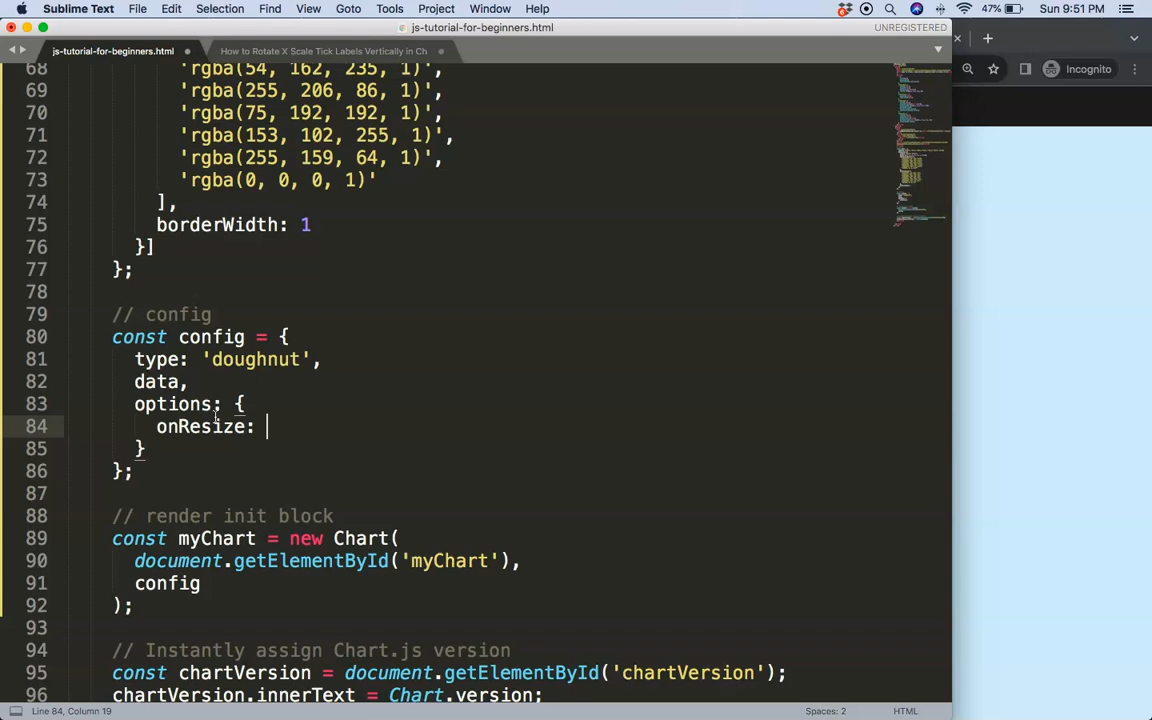 Sublime Text File Edit Selection Find View Goto Tools Project Window Help 47% Sun 9:51 PM
js-tutorial-for-beginners.html UNREGISTERED
js-tutorial-for-beginners.html How to Rotate X Scale Tick Labels Vertically in Ch
Incognito
68 'rgba(54, 162, 235, 1)',
69 'rgba(255, 206, 86, 1)',
70 'rgba(75, 192, 192, 1)',
71 'rgba(153, 102, 255, 1)',
72 'rgba(255, 159, 64, 1)',
73 'rgba(0, 0, 0, 1)'
74 ],
75 borderWidth: 1
76 }]
77 };
78
79 // config
80 const config = {
81 type: 'doughnut',
82 data,
83 options: {
84 onResize:
85 }
86 };
87
88 // render init block
89 const myChart = new Chart(
90 document.getElementById('myChart'),
91 config
92 );
93
94 // Instantly assign Chart.js version
95 const chartVersion = document.getElementById('chartVersion');
96 chartVersion.innerText = Chart.version;
Line 84, Column 19 Spaces: 2 HTML